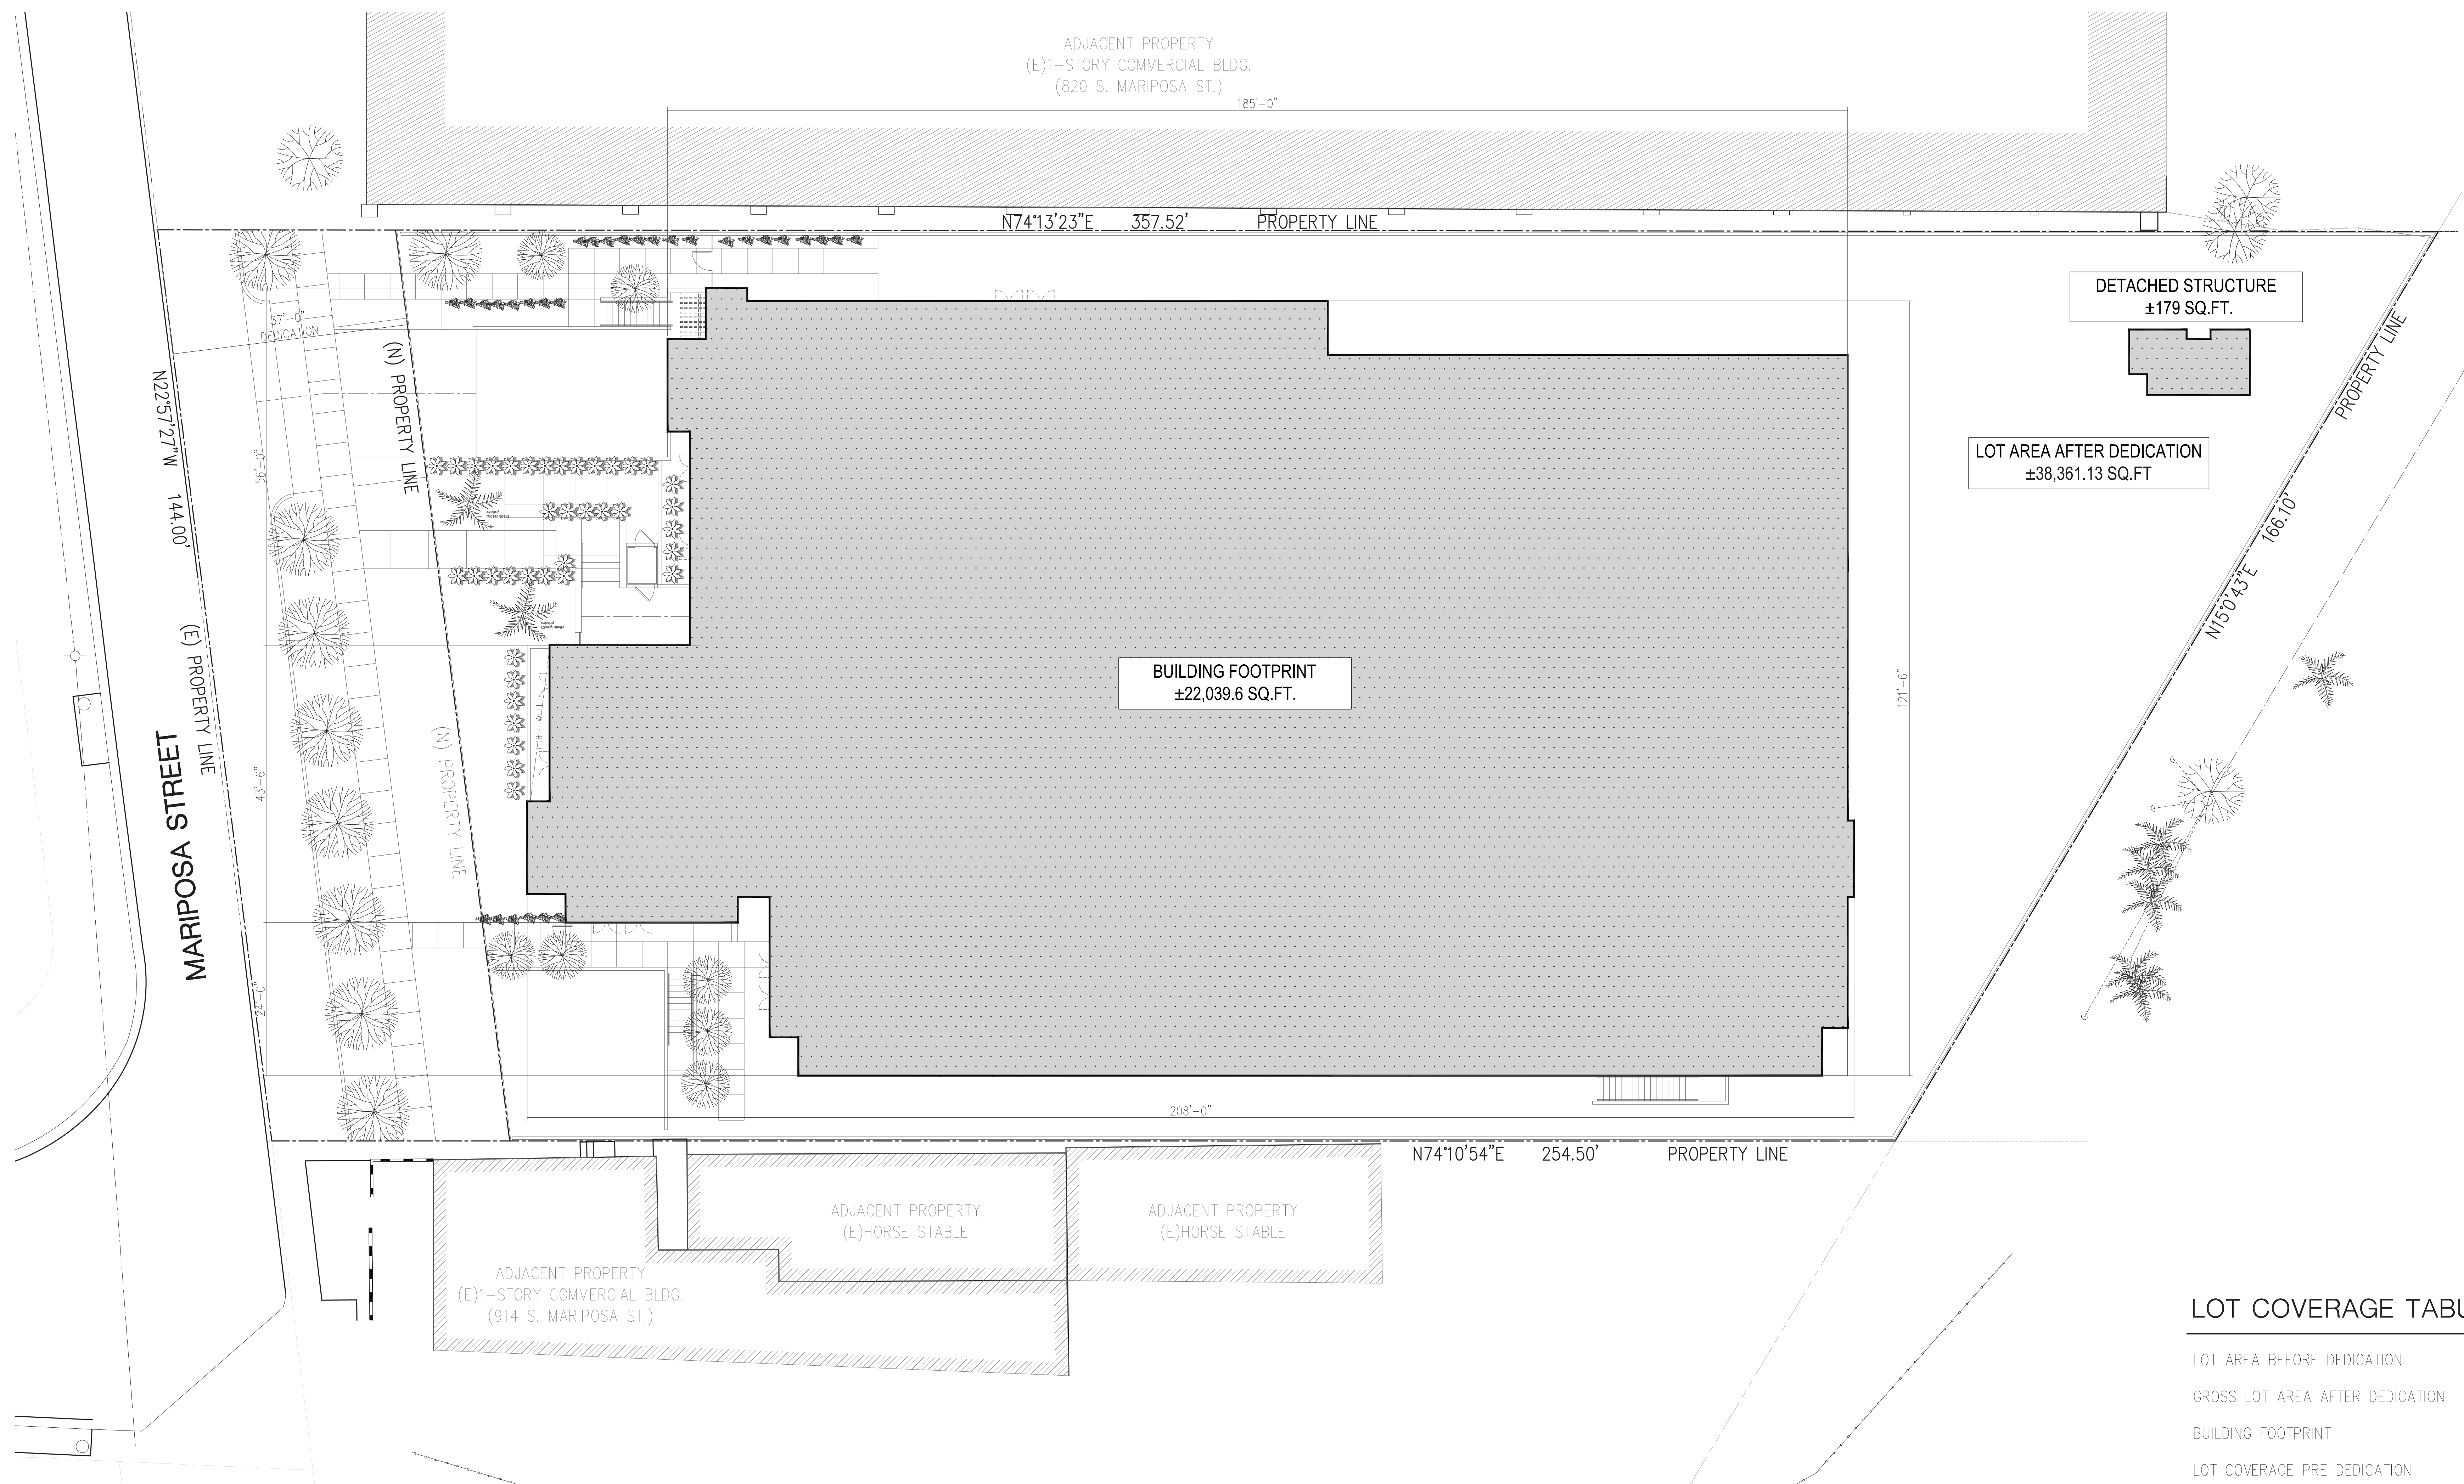 ADJACENT PROPERTY
(E)1-STORY COMMERCIAL BLDG.
(820 S. MARIPOSA ST.)
185'-0"
N74°13'23"E 357.52' PROPERTY LINE
DETACHED STRUCTURE
±179 SQ.FT.
37'-0"
DEDICATION
(N) PROPERTY LINE
PROPERTY LINE
N22°57'27"W 144.00'
(E) PROPERTY LINE
56'-0"
LOT AREA AFTER DEDICATION
±38,361.13 SQ.FT
N15°0'43"E 166.10'
BUILDING FOOTPRINT
±22,039.6 SQ.FT.
121'-6"
LIGHT WELL
(N) PROPERTY LINE
43'-6"
MARIPOSA STREET
24'-0"
208'-0"
N74°10'54"E 254.50' PROPERTY LINE
ADJACENT PROPERTY
(E)HORSE STABLE
ADJACENT PROPERTY
(E)HORSE STABLE
ADJACENT PROPERTY
(E)1-STORY COMMERCIAL BLDG.
(914 S. MARIPOSA ST.)
LOT COVERAGE TABU
LOT AREA BEFORE DEDICATION
GROSS LOT AREA AFTER DEDICATION
BUILDING FOOTPRINT
LOT COVERAGE PRE DEDICATION